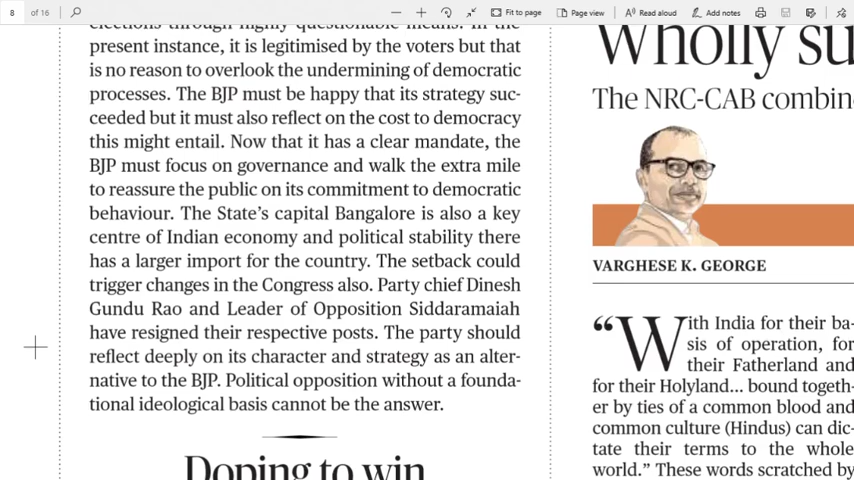 8 of 16
Fit to page
Page view
Read aloud
Add notes
elections through highly questionable means. In the
present instance, it is legitimised by the voters but that
is no reason to overlook the undermining of democratic
processes. The BJP must be happy that its strategy suc-
ceeded but it must also reflect on the cost to democracy
this might entail. Now that it has a clear mandate, the
BJP must focus on governance and walk the extra mile
to reassure the public on its commitment to democratic
behaviour. The State’s capital Bangalore is also a key
centre of Indian economy and political stability there
has a larger import for the country. The setback could
trigger changes in the Congress also. Party chief Dinesh
Gundu Rao and Leader of Opposition Siddaramaiah
have resigned their respective posts. The party should
reflect deeply on its character and strategy as an alter-
native to the BJP. Political opposition without a founda-
tional ideological basis cannot be the answer.
Doping to win
Wholly su
The NRC-CAB combin
VARGHESE K. GEORGE
“With India for their ba-
sis of operation, for
their Fatherland and
for their Holyland... bound togeth-
er by ties of a common blood and
common culture (Hindus) can dic-
tate their terms to the whole
world.” These words scratched by